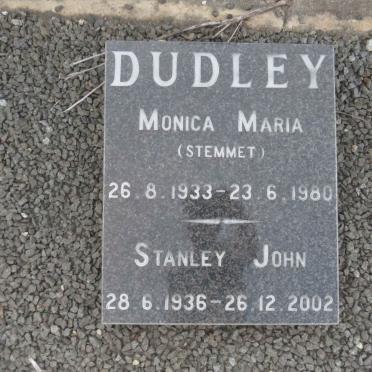 DUDLEY
MONICA MARIA
(STEMMET)
26.8.1933-23.6.1980
STANLEY JOHN
28.6.1936-26.12.2002